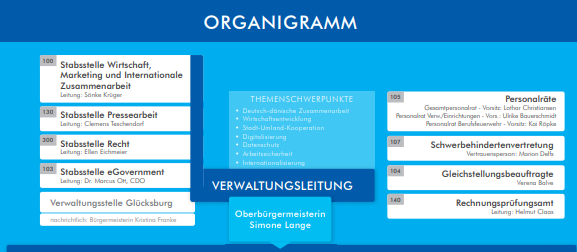 ORGANIGRAMM
100
Stabsstelle Wirtschaft,
Marketing und Internationale
Zusammenarbeit
Leitung: Sönke Krüger
130
Stabsstelle Pressearbeit
Leitung: Clemens Teschendorf
300
Stabsstelle Recht
Leitung: Ellen Eichmeier
103
Stabsstelle eGovernment
Leitung: Dr. Marcus Ott, CDO
Verwaltungsstelle Glücksburg
nachrichtlich: Bürgermeisterin Kristina Franke
THEMENSCHWERPUNKTE
• Deutsch-dänische Zusammenarbeit
• Wirtschaftsentwicklung
• Stadt-Umland-Kooperation
• Digitalisierung
• Datenschutz
• Arbeitssicherheit
• Internationalisierung
VERWALTUNGSLEITUNG
Oberbürgermeisterin
Simone Lange
105
Personalräte
Gesamtpersonalrat - Vorsitz: Lothar Christiansen
Personalrat Verw./Einrichtungen - Vors.: Ulrike Bauerschmidt
Personalrat Berufsfeuerwehr - Vorsitz: Kai Röpke
107
Schwerbehindertenvertretung
Vertrauensperson: Marion Deffs
104
Gleichstellungsbeauftragte
Verena Balve
140
Rechnungsprüfungsamt
Leitung: Helmut Claas